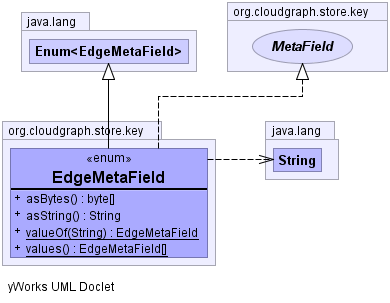 java.lang
Enum<EdgeMetaField>
org.cloudgraph.store.key
MetaField
org.cloudgraph.store.key
«enum»
EdgeMetaField
+ asBytes() : byte[]
+ asString() : String
+ valueOf(String) : EdgeMetaField
+ values() : EdgeMetaField[]
java.lang
String
yWorks UML Doclet